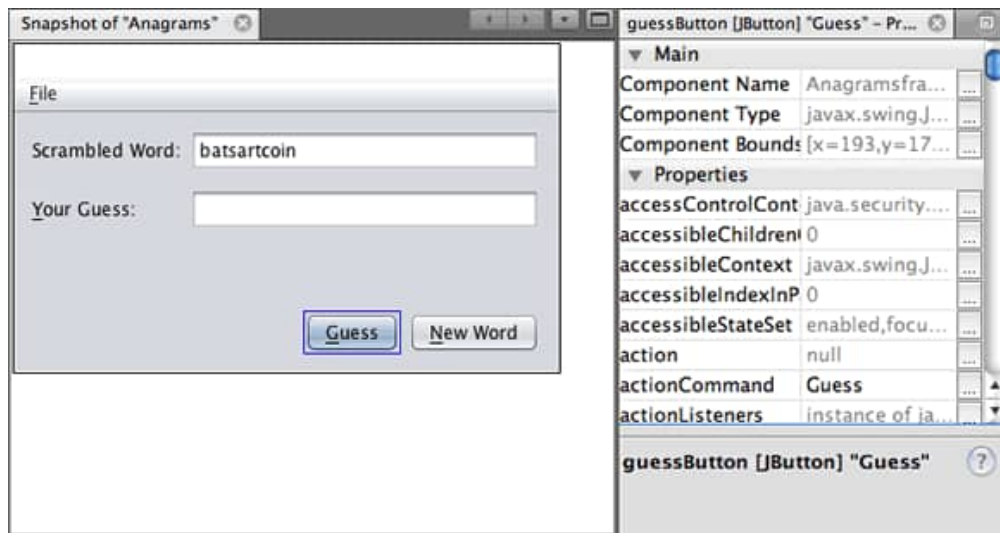 Snapshot of "Anagrams"
File
Scrambled Word: batsartcoin
Your Guess:
Guess New Word
guessButton [JButton] "Guess" - Pr...
Main
Component Name Anagramsfra...
Component Type javax.swing.J...
Component Bounds [x=193,y=17...
Properties
accessControlCont java.security....
accessibleChildren 0
accessibleContext javax.swing.J...
accessibleIndexInP 0
accessibleStateSet enabled,focu...
action null
actionCommand Guess
actionListeners instance of ja...
guessButton [JButton] "Guess"
?